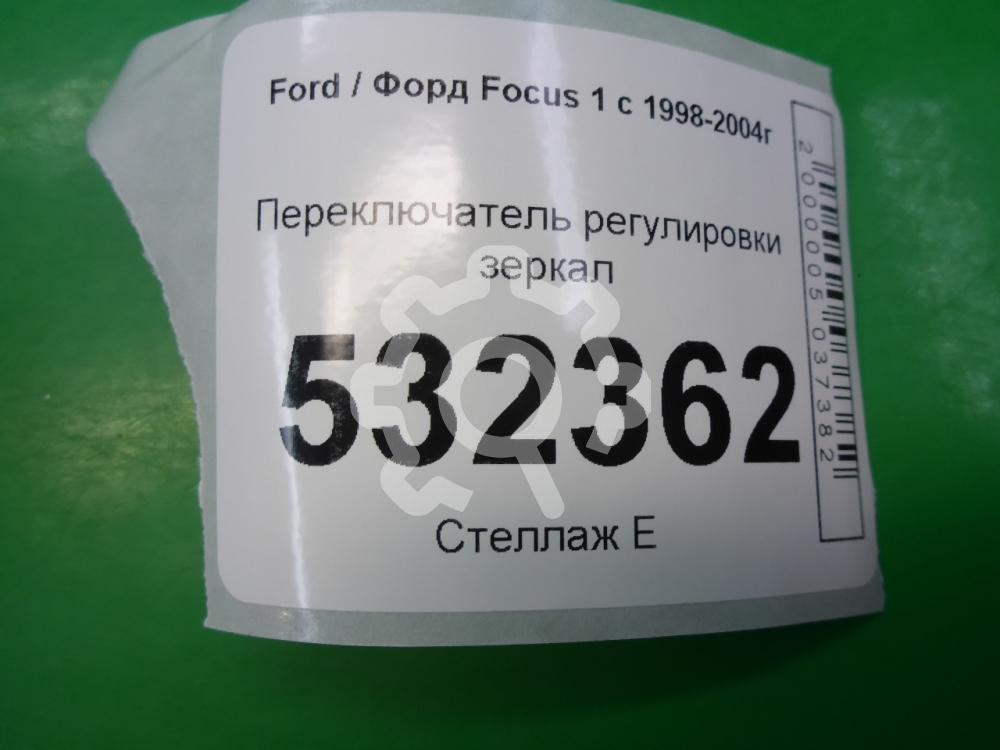 Ford / Форд Focus 1 с 1998-2004г
Переключатель регулировки
зеркал
532362
Стеллаж Е
2000005037382